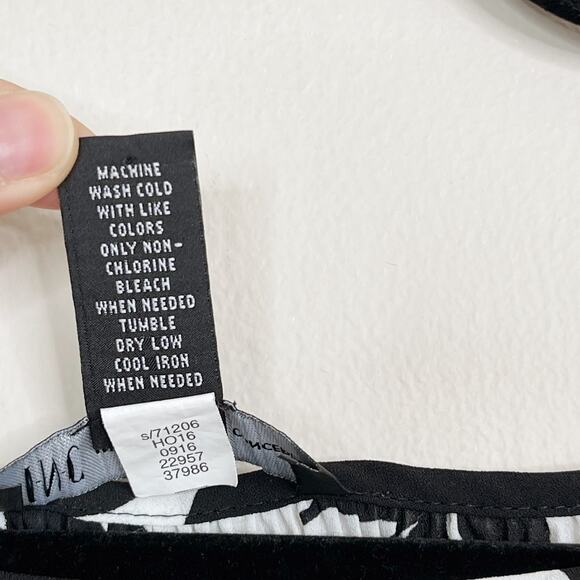 MACHINE
WASH COLD
WITH LIKE
COLORS
ONLY NON-
CHLORINE
BLEACH
WHEN NEEDED
TUMBLE
DRY LOW
COOL IRON
WHEN NEEDED
s/71206
HO16
0916
22957
37986
I·N·C